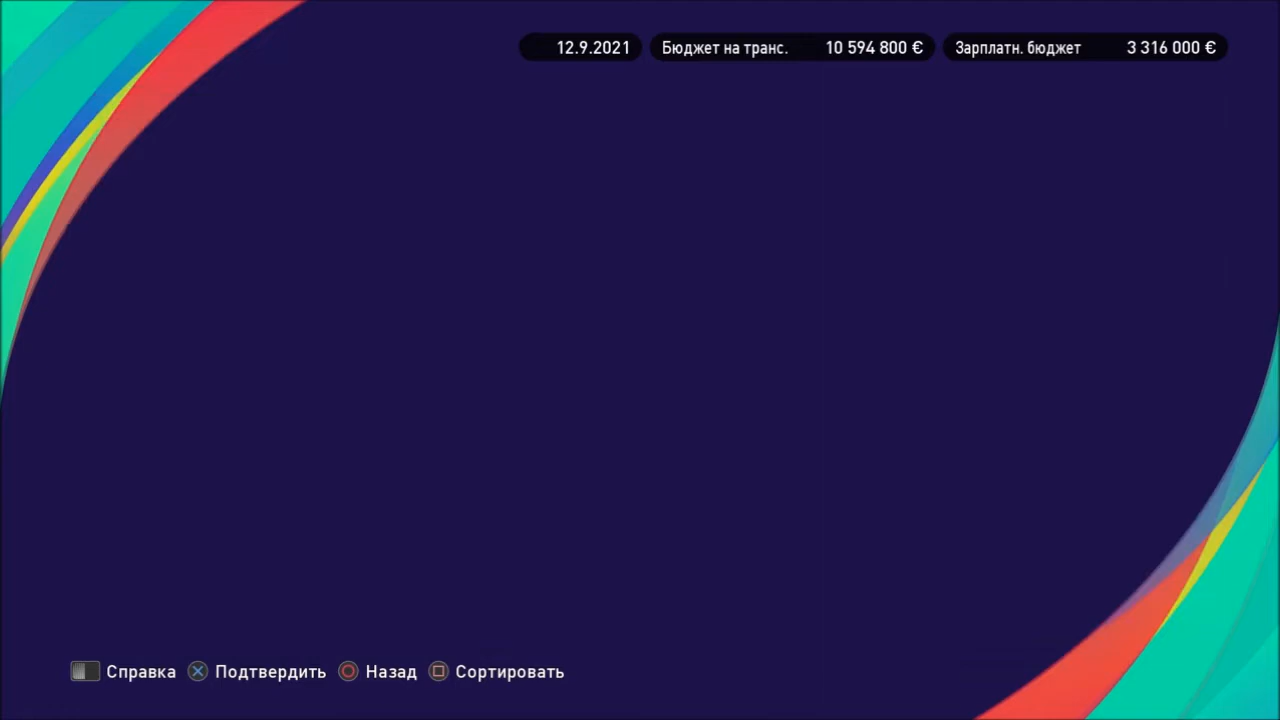 12.9.2021 Бюджет на транс. 10 594 800 € Зарплатн. бюджет 3 316 000 €
Справка Подтвердить Назад Сортировать